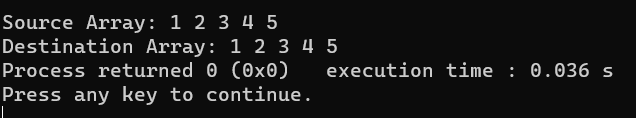 Source Array: 1 2 3 4 5
Destination Array: 1 2 3 4 5
Process returned 0 (0x0)   execution time : 0.036 s
Press any key to continue.